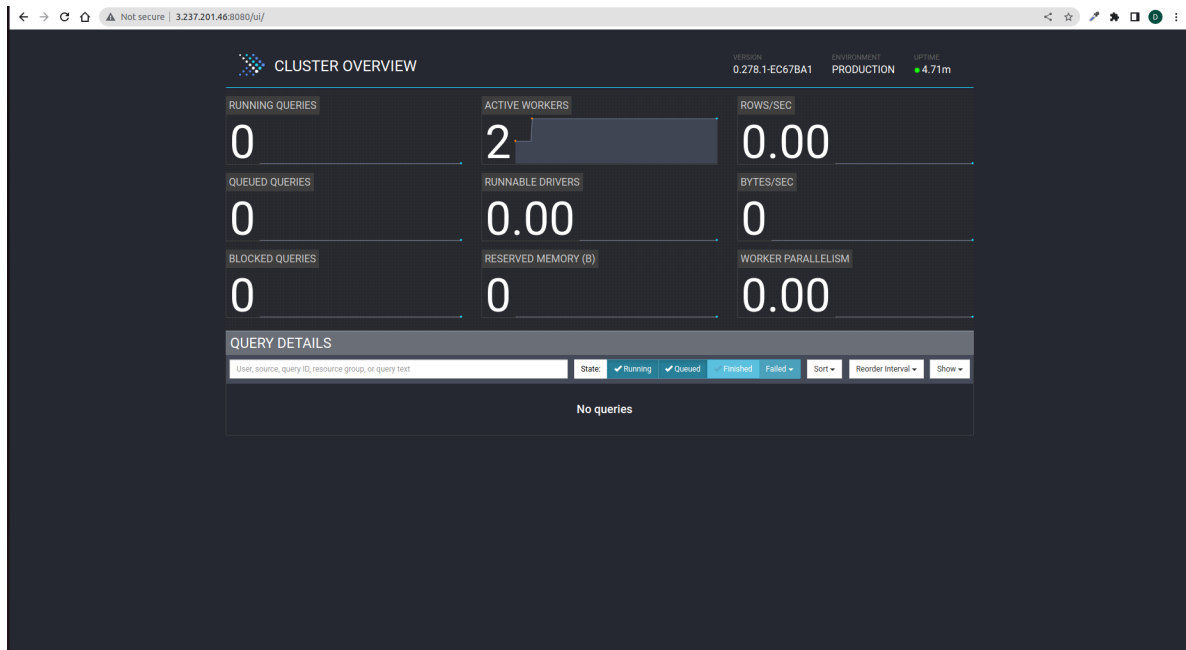 Not secure | 3.237.201.46:8080/ui/
D
CLUSTER OVERVIEW
VERSION
0.278.1-EC67BA1
ENVIRONMENT
PRODUCTION
UPTIME
4.71m
RUNNING QUERIES
0
ACTIVE WORKERS
2
ROWS/SEC
0.00
QUEUED QUERIES
0
RUNNABLE DRIVERS
0.00
BYTES/SEC
0
BLOCKED QUERIES
0
RESERVED MEMORY (B)
0
WORKER PARALLELISM
0.00
QUERY DETAILS
User, source, query ID, resource group, or query text
State: Running Queued Finished Failed Sort Reorder Interval Show
No queries